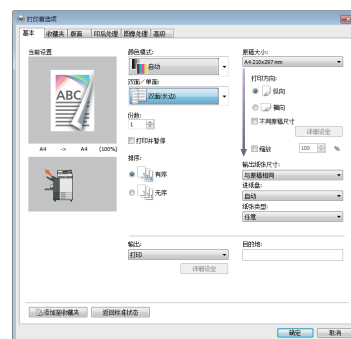 打印首选项
基本 收藏夹 版面 印后处理 图像处理 高级
当前设置
ABC
A4 -> A4 (100%)
颜色模式:
自动
双面/单面:
双面(长边)
份数:
1
打印并暂停
排序:
有序
无序
输出:
打印
详细设定
原稿大小:
A4 210x297 mm
打印方向:
纵向
横向
不同原稿尺寸
详细设定
缩放 100 %
输出纸张尺寸:
与原稿相同
进纸盘:
自动
纸张类型:
任意
目的地:
添加至收藏夹 返回标准状态
确定 取消